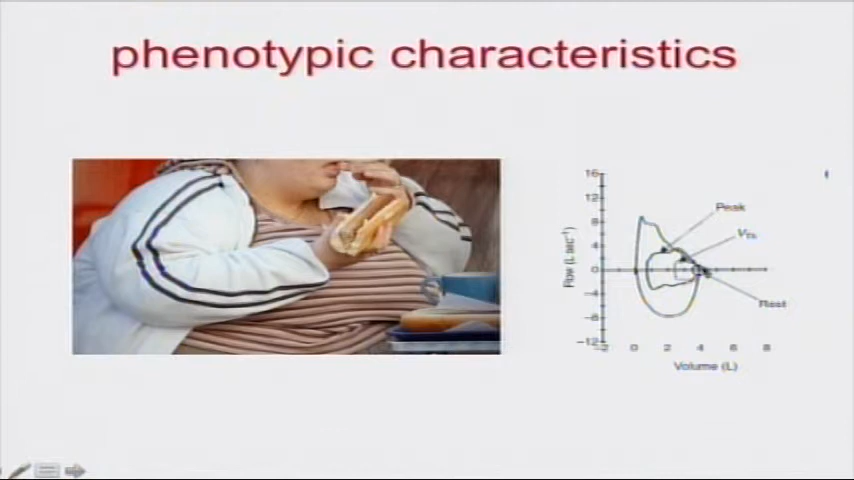 phenotypic characteristics
16
12
8
4
0
−4
−8
−12
−2 0 2 4 6 8
Flow (L sec⁻¹)
Volume (L)
Peak
Rest